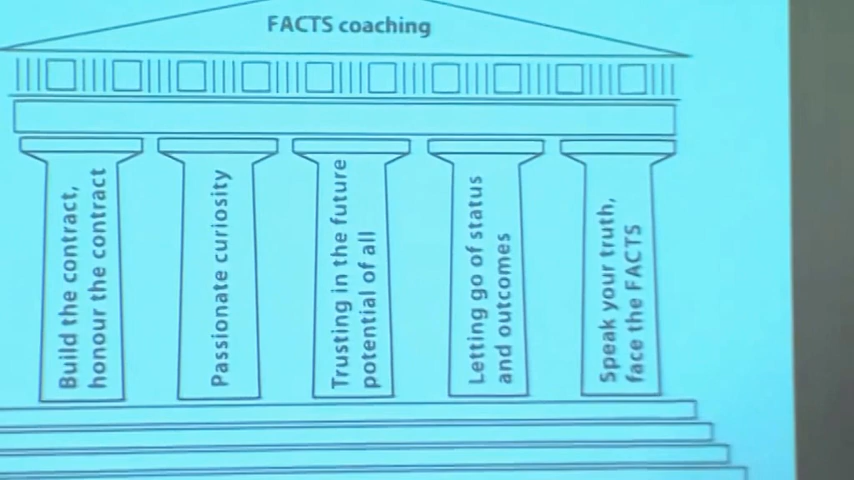 FACTS coaching
Build the contract,
honour the contract
Passionate curiosity
Trusting in the future
potential of all
Letting go of status
and outcomes
Speak your truth,
face the FACTS